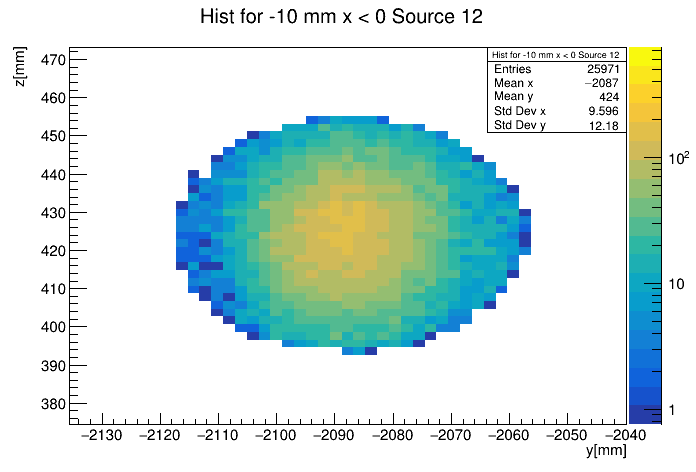 Hist for -10 mm x < 0 Source 12
z[mm]
Hist for -10 mm x < 0 Source 12
Entries 25971
Mean x −2087
Mean y 424
Std Dev x 9.596
Std Dev y 12.18
470
460
450
440
430
420
410
400
390
380
10²
10
1
−2130 −2120 −2110 −2100 −2090 −2080 −2070 −2060 −2050 −2040
y[mm]